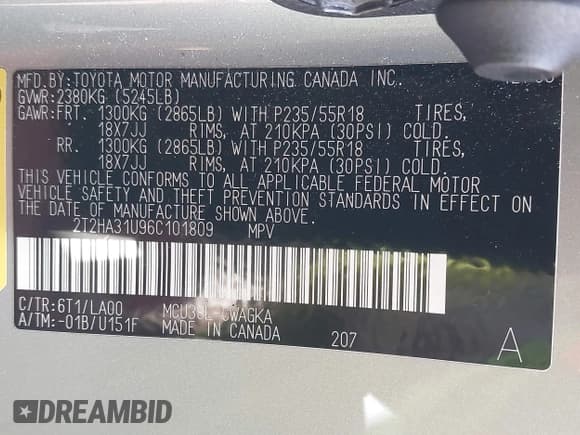 MFD.BY:TOYOTA MOTOR MANUFACTURING CANADA INC.
GVWR:2380KG (5245LB)
GAWR:FRT. 1300KG (2865LB) WITH P235/55R18 TIRES,
18X7JJ RIMS, AT 210KPA (30PSI) COLD.
RR. 1300KG (2865LB) WITH P235/55R18 TIRES,
18X7JJ RIMS, AT 210KPA (30PSI) COLD.
THIS VEHICLE CONFORMS TO ALL APPLICABLE FEDERAL MOTOR
VEHICLE SAFETY AND THEFT PREVENTION STANDARDS IN EFFECT ON
THE DATE OF MANUFACTURE SHOWN ABOVE.
2T2HA31U96C101809 MPV
C/TR:6T1/LA00
A/TM:-01B/U151F MADE IN CANADA 207 A
DREAMBID